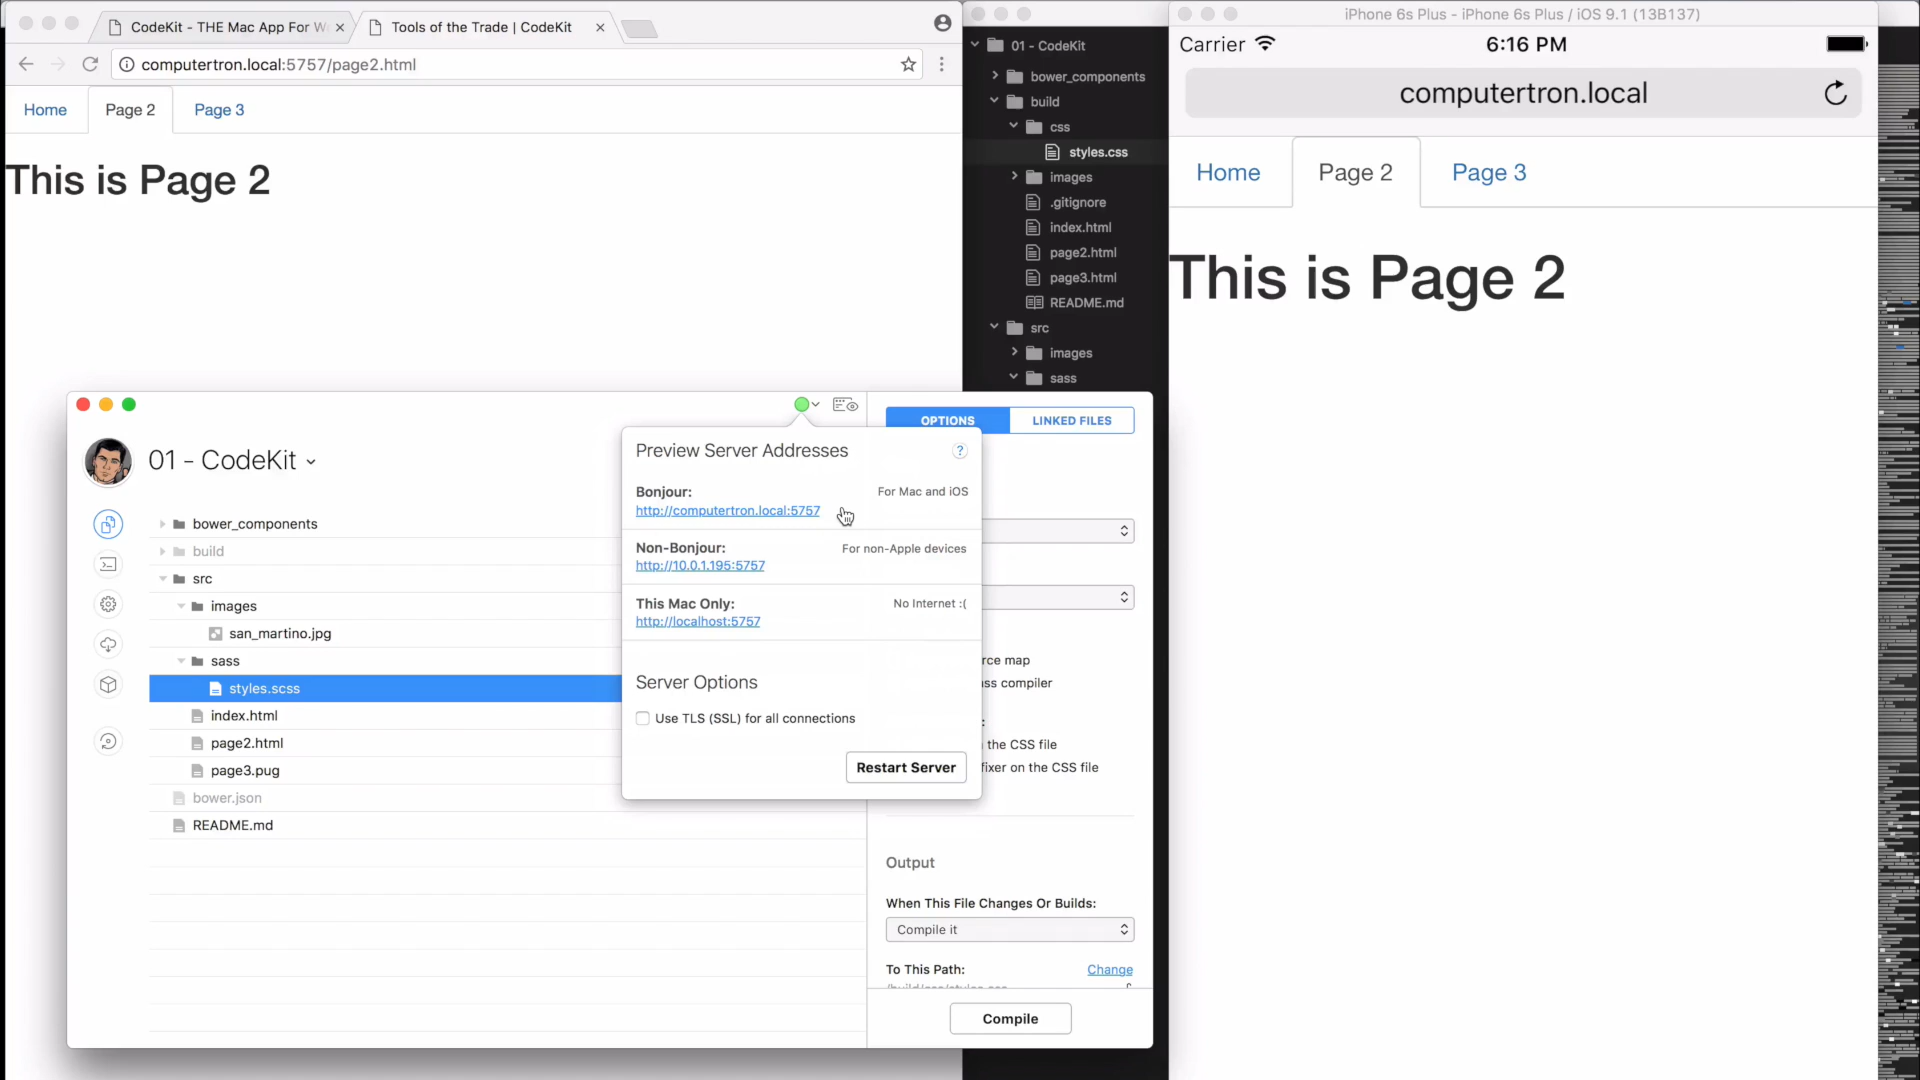 CodeKit - THE Mac App For W
Tools of the Trade | CodeKit
computertron.local:5757/page2.html
Home
Page 2
Page 3
This is Page 2
01 - CodeKit
bower_components
build
css
styles.css
images
.gitignore
index.html
page2.html
page3.html
README.md
src
images
sass
iPhone 6s Plus - iPhone 6s Plus / iOS 9.1 (13B137)
Carrier
6:16 PM
computertron.local
Home
Page 2
Page 3
This is Page 2
01 - CodeKit
bower_components
build
src
images
san_martino.jpg
sass
styles.scss
index.html
page2.html
page3.pug
bower.json
README.md
Preview Server Addresses
?
Bonjour:
For Mac and iOS
http://computertron.local:5757
Non-Bonjour:
For non-Apple devices
http://10.0.1.195:5757
This Mac Only:
No Internet :(
http://localhost:5757
Server Options
Use TLS (SSL) for all connections
Restart Server
OPTIONS
LINKED FILES
rce map
ss compiler
:
the CSS file
fixer on the CSS file
Output
When This File Changes Or Builds:
Compile it
To This Path:
Change
Compile